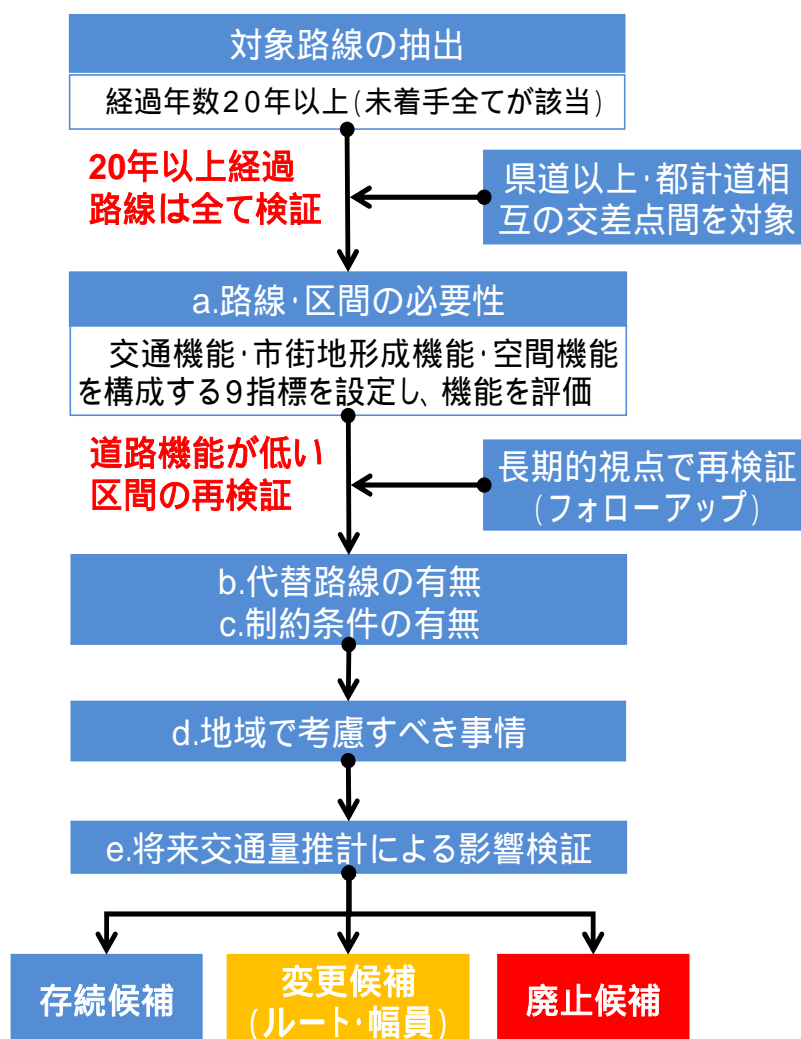 対象路線の抽出
経過年数20年以上(未着手全てが該当)
20年以上経過
路線は全て検証
県道以上・都計道相
互の交差点間を対象
a.路線・区間の必要性
交通機能・市街地形成機能・空間機能
を構成する9指標を設定し、機能を評価
道路機能が低い
区間の再検証
長期的視点で再検証
(フォローアップ)
b.代替路線の有無
c.制約条件の有無
d.地域で考慮すべき事情
e.将来交通量推計による影響検証
存続候補
変更候補
(ルート・幅員)
廃止候補